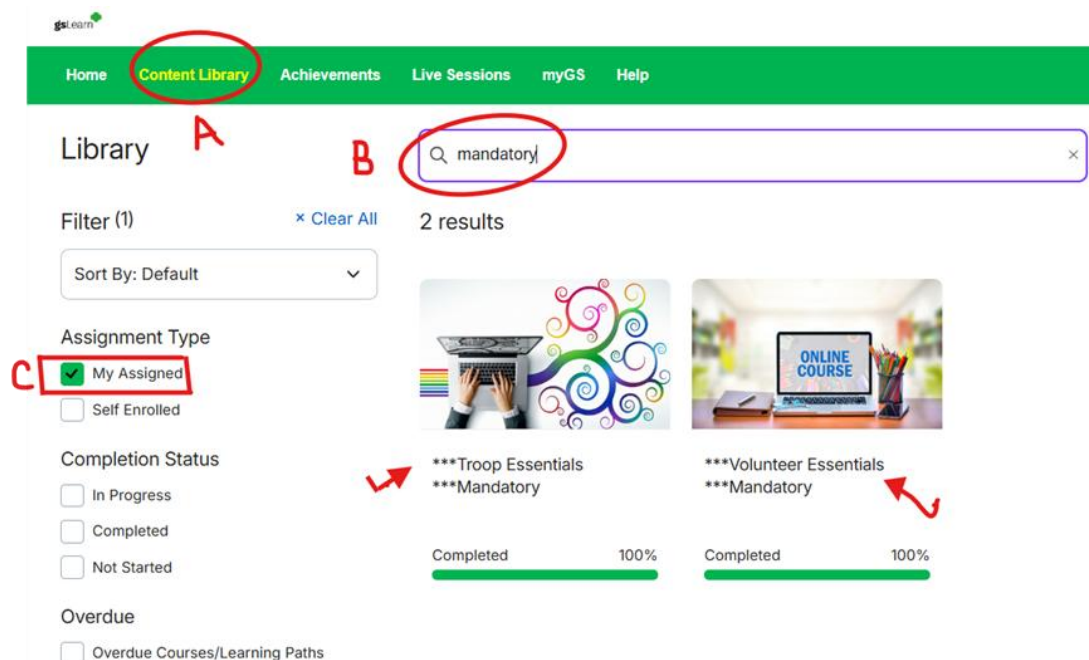 gsLearn
Home Content Library Achievements Live Sessions myGS Help
A
Library
B
mandatory
×
Filter (1)
× Clear All
2 results
Sort By: Default
Assignment Type
C
My Assigned
Self Enrolled
ONLINE
COURSE
Completion Status
In Progress
Completed
Not Started
***Troop Essentials
***Mandatory
Completed 100%
***Volunteer Essentials
***Mandatory
Completed 100%
Overdue
Overdue Courses/Learning Paths